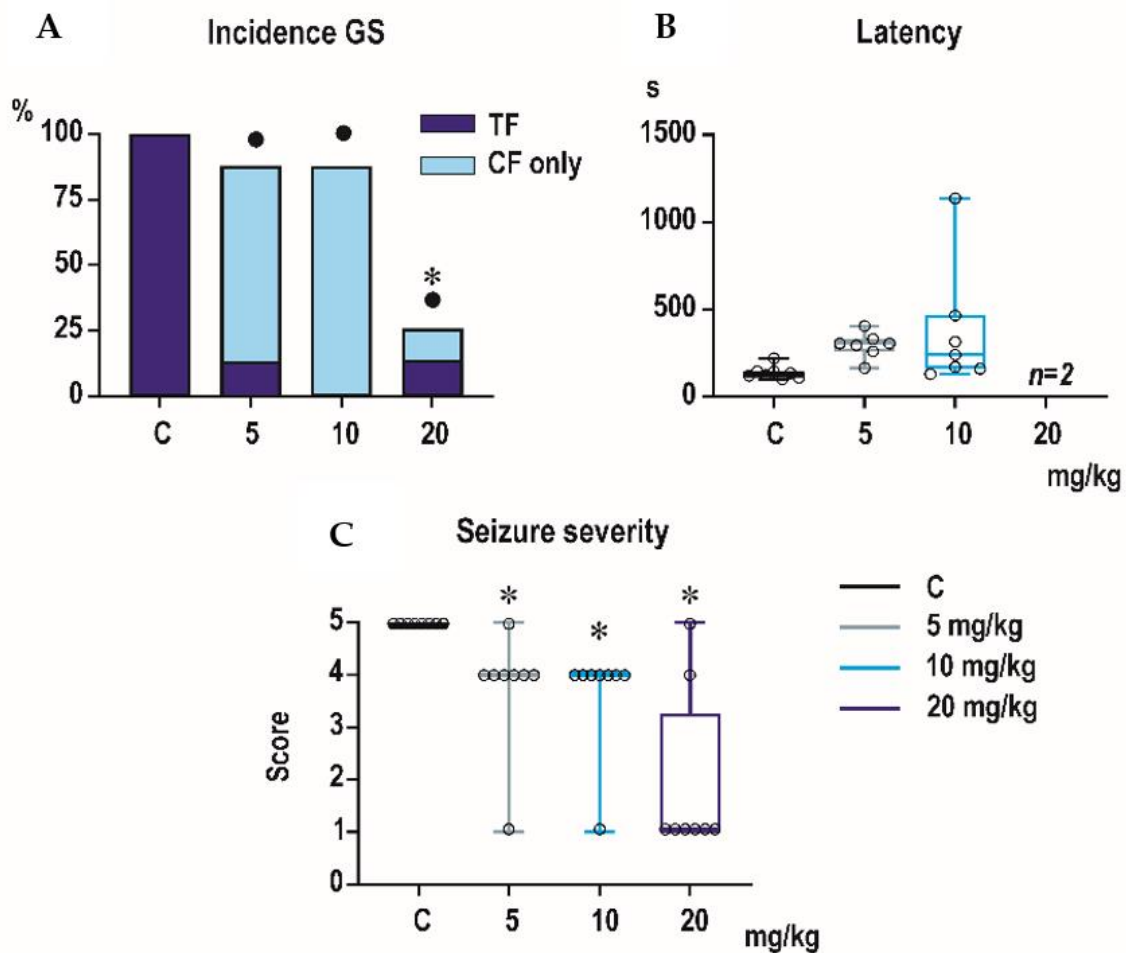 A
Incidence GS
%
100
75
50
25
0
C 5 10 20
TF
CF only
*
B
Latency
s
1500
1000
500
0
n=2
C 5 10 20
mg/kg
C
Seizure severity
* * *
Score
5
4
3
2
1
0
C 5 10 20
mg/kg
C
5 mg/kg
10 mg/kg
20 mg/kg